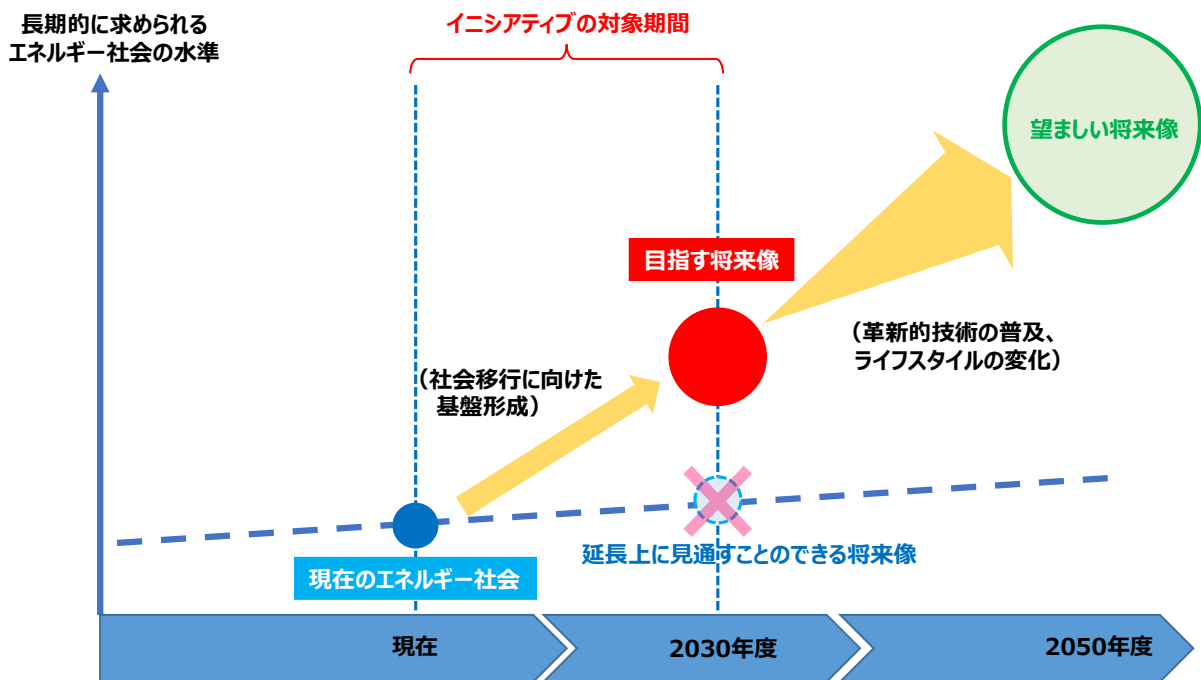 長期的に求められる
エネルギー社会の水準
イニシアティブの対象期間
望ましい将来像
目指す将来像
（革新的技術の普及、
ライフスタイルの変化）
（社会移行に向けた
基盤形成）
延長上に見通すことのできる将来像
現在のエネルギー社会
現在
2030年度
2050年度